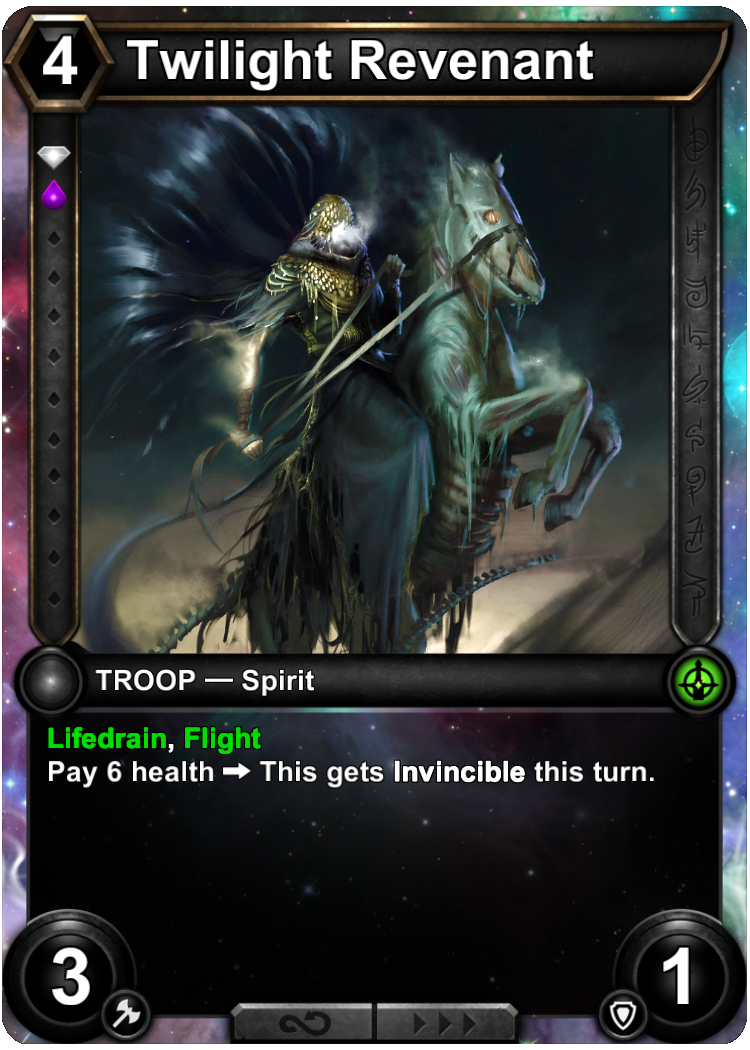 4
Twilight Revenant
TROOP — Spirit
Lifedrain, Flight
Pay 6 health ➡ This gets Invincible this turn.
3
1